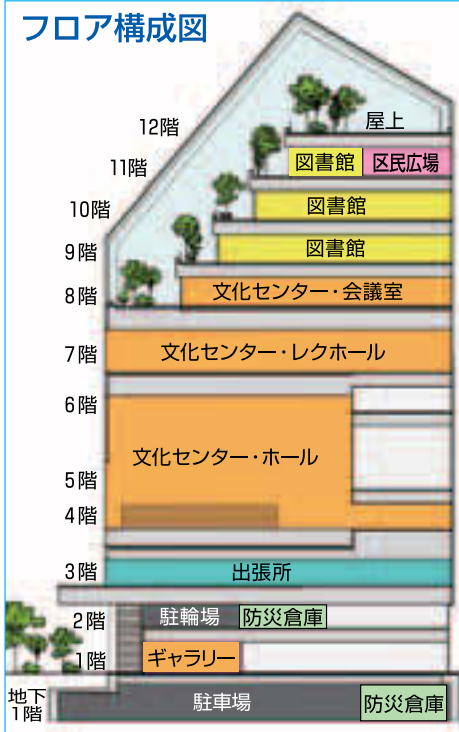 フロア構成図
12階
屋上
11階
図書館
区民広場
10階
図書館
9階
図書館
8階
文化センター・会議室
7階
文化センター・レクホール
6階
文化センター・ホール
5階
4階
3階
出張所
2階
駐輪場
防災倉庫
1階
ギャラリー
地下
1階
駐車場
防災倉庫